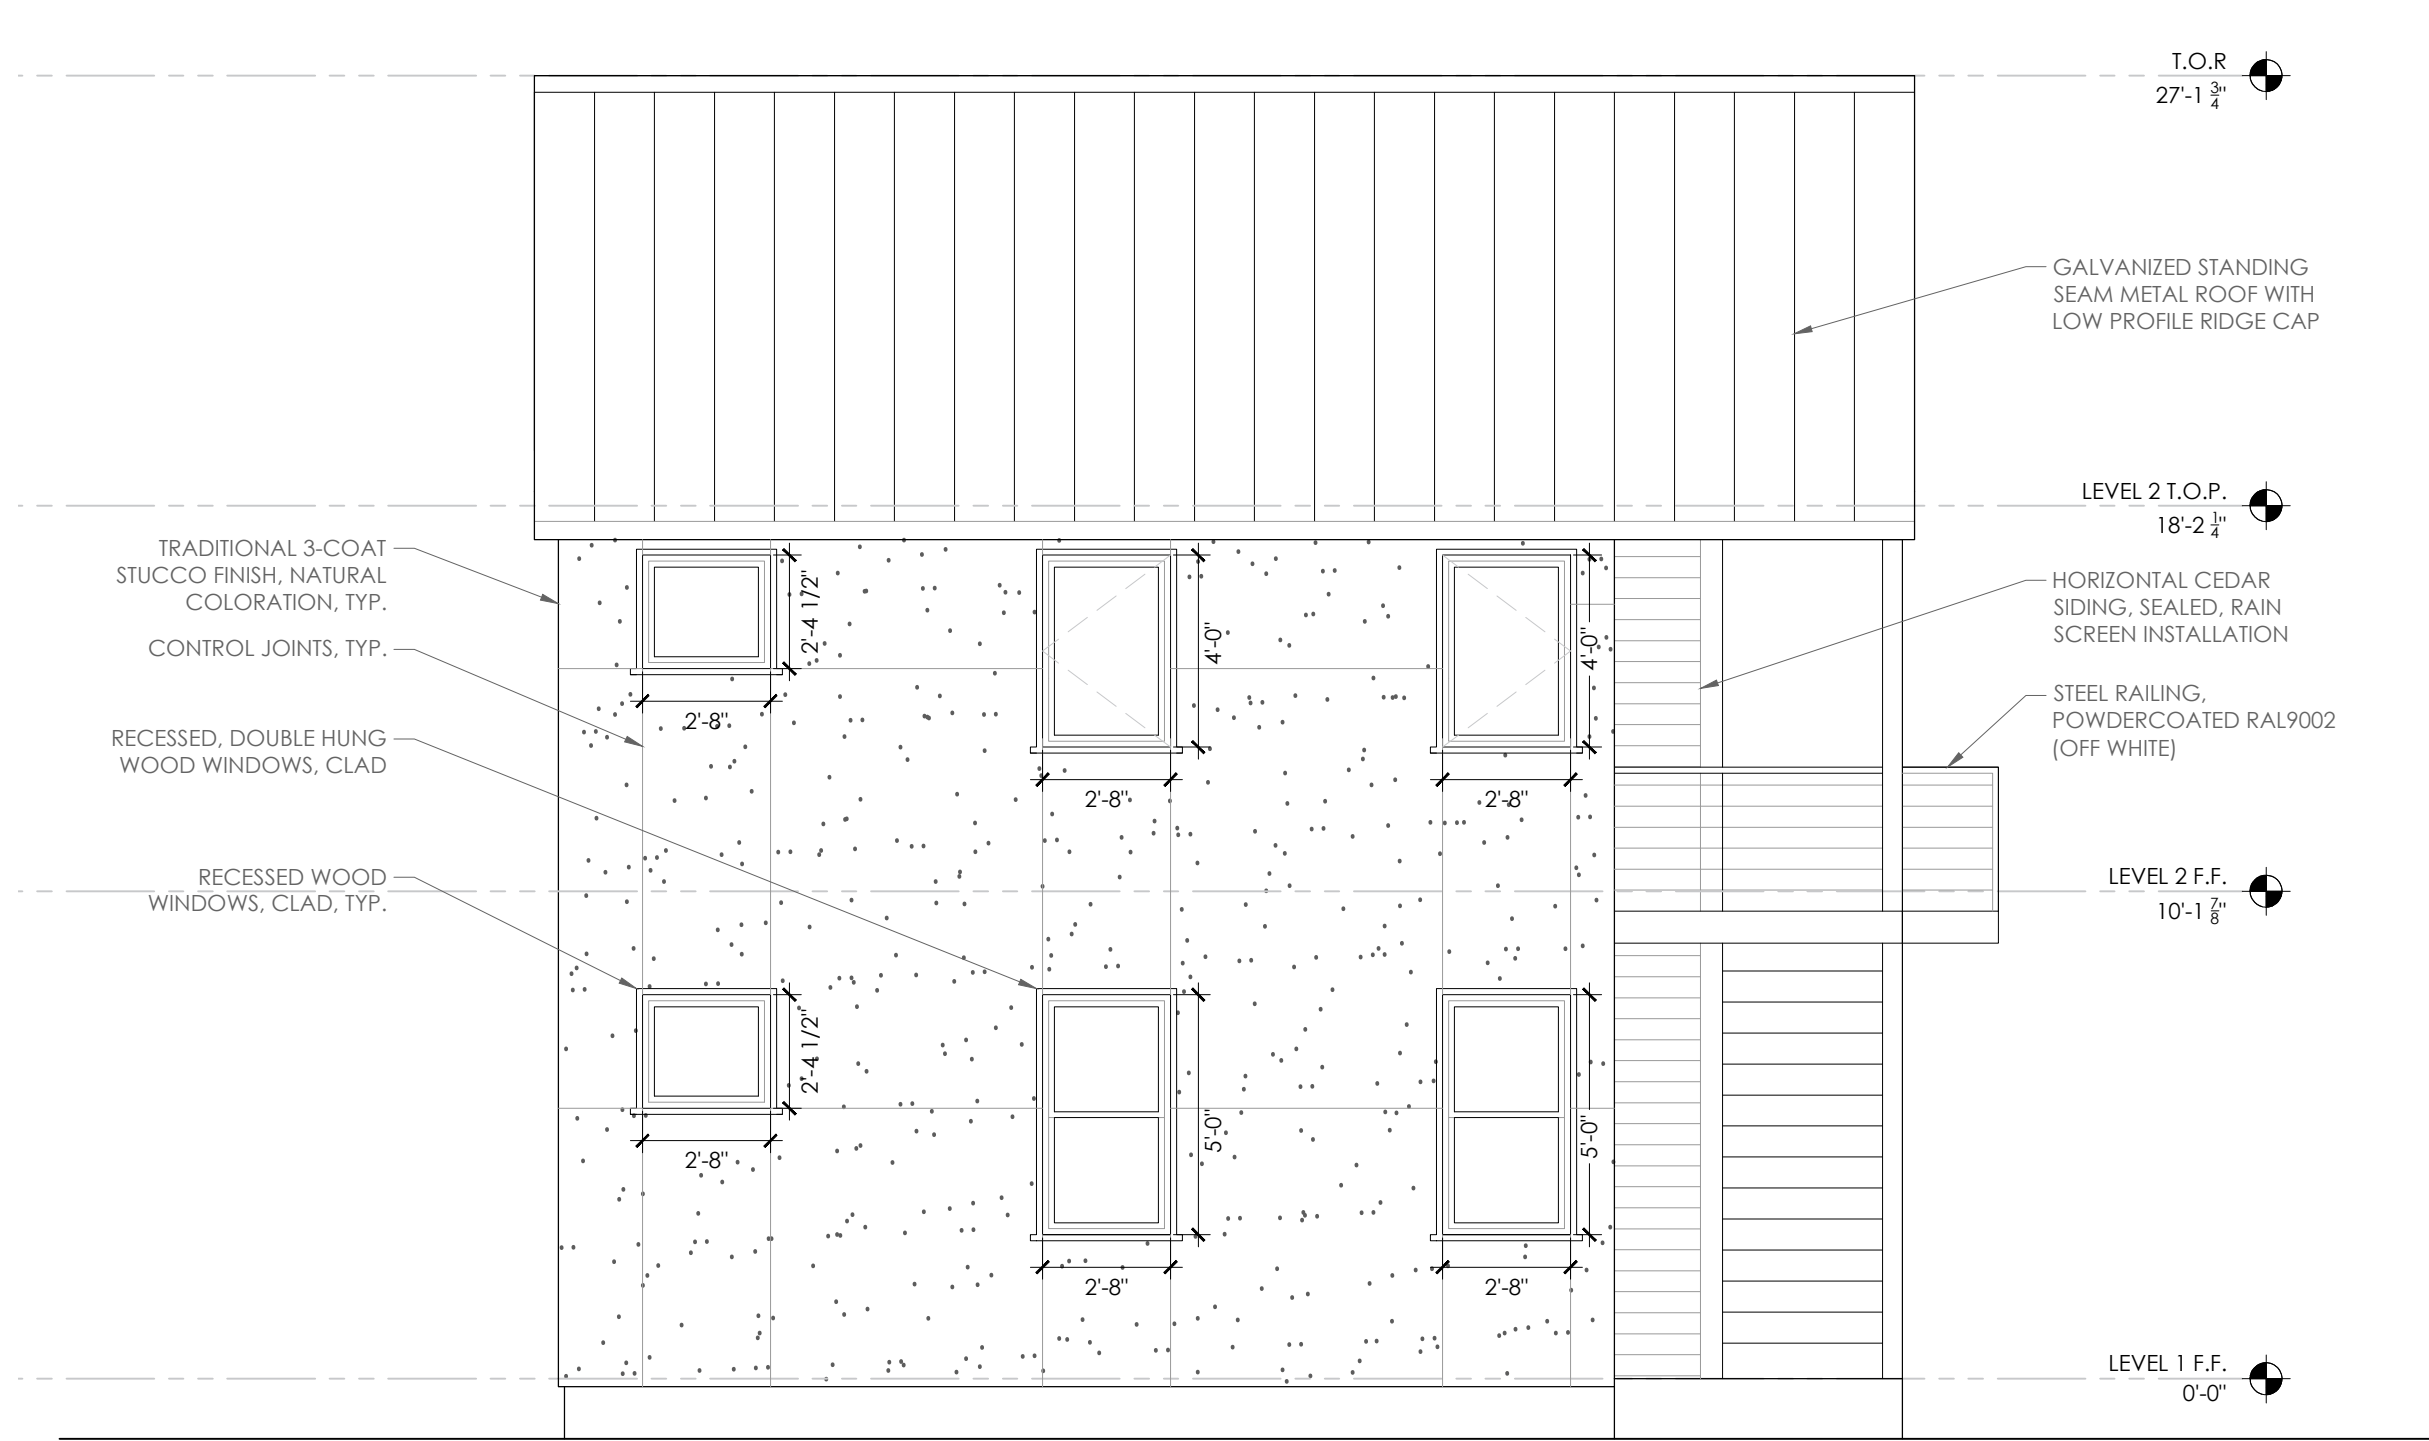 T.O.R
27'-1 3/4"
GALVANIZED STANDING
SEAM METAL ROOF WITH
LOW PROFILE RIDGE CAP
LEVEL 2 T.O.P.
18'-2 1/4"
TRADITIONAL 3-COAT
STUCCO FINISH, NATURAL
COLORATION, TYP.
CONTROL JOINTS, TYP.
RECESSED, DOUBLE HUNG
WOOD WINDOWS, CLAD
RECESSED WOOD
WINDOWS, CLAD, TYP.
2'-4 1/2"
2'-8"
4'-0"
2'-8"
4'-0"
2'-8"
HORIZONTAL CEDAR
SIDING, SEALED, RAIN
SCREEN INSTALLATION
STEEL RAILING,
POWDERCOATED RAL9002
(OFF WHITE)
LEVEL 2 F.F.
10'-1 7/8"
2'-4 1/2"
2'-8"
5'-0"
2'-8"
5'-0"
2'-8"
LEVEL 1 F.F.
0'-0"